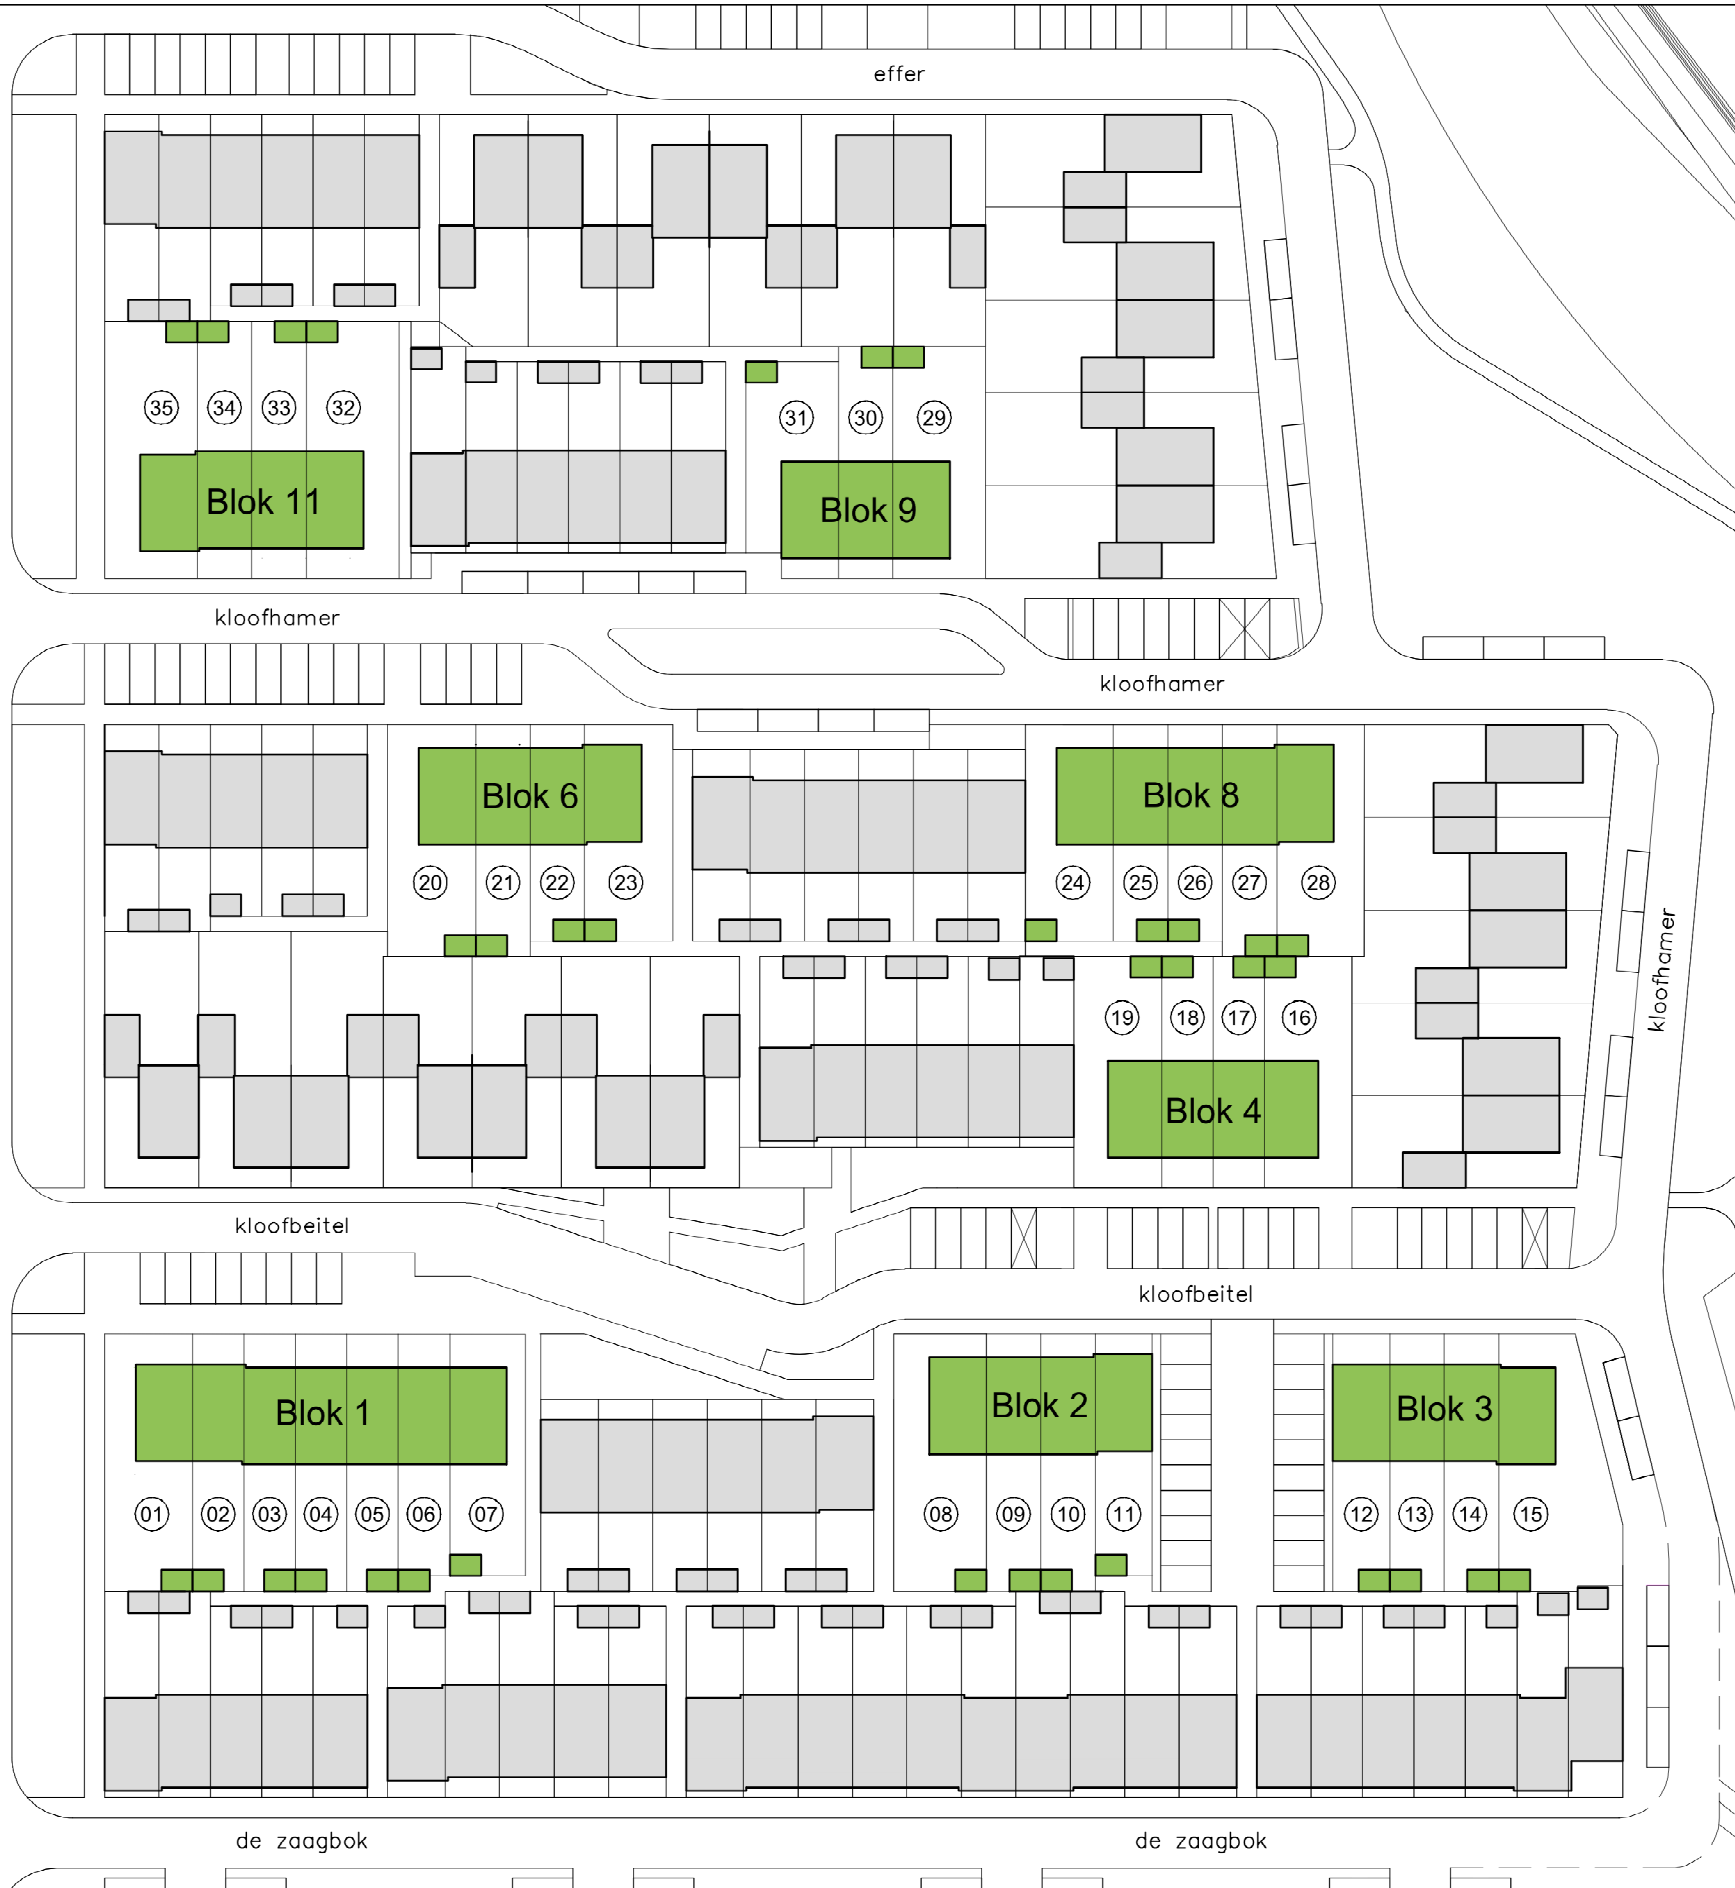 effer
35 34 33 32
31 30 29
Blok 11
Blok 9
kloofhamer
kloofhamer
Blok 6
Blok 8
20 21 22 23
24 25 26 27 28
kloofhamer
19 18 17 16
Blok 4
kloofbeitel
kloofbeitel
Blok 1
Blok 2
Blok 3
01 02 03 04 05 06 07
08 09 10 11
12 13 14 15
de zaagbok
de zaagbok